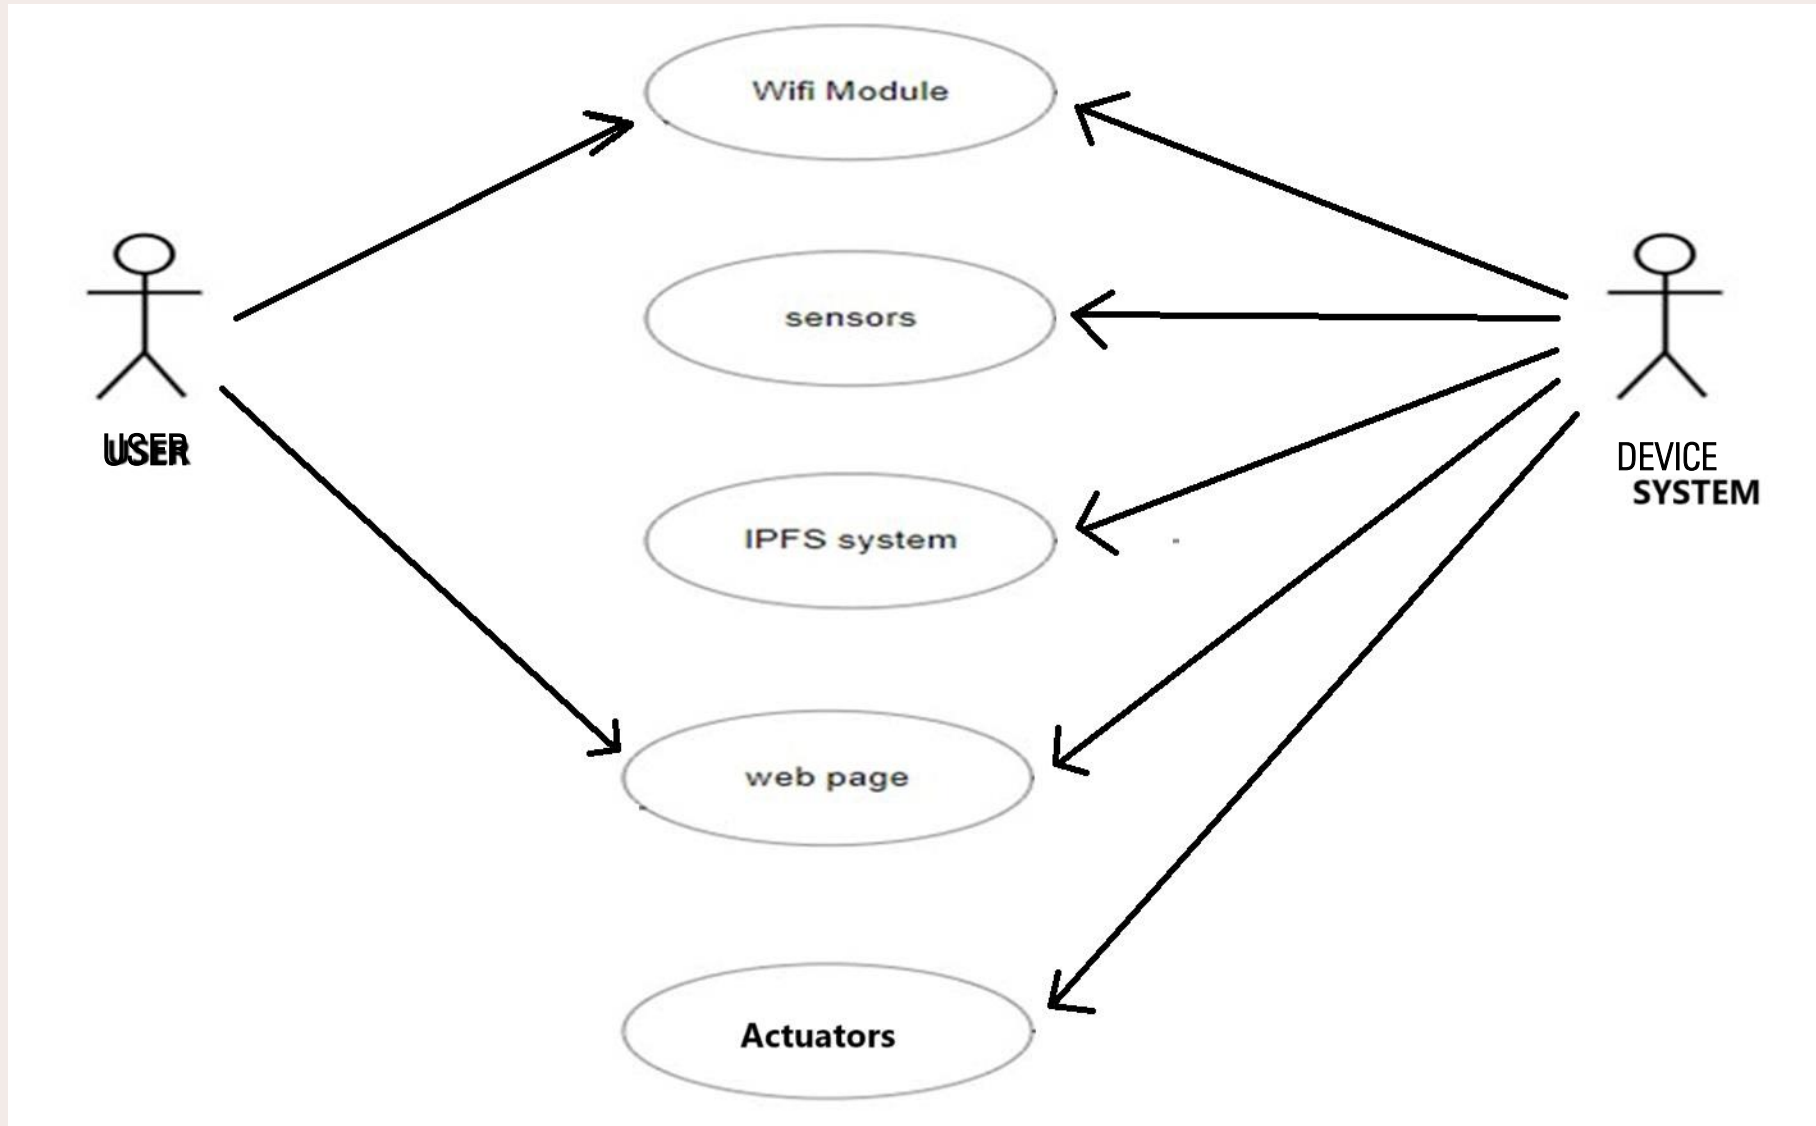 Wifi Module
sensors
USER
DEVICE
SYSTEM
IPFS system
web page
Actuators